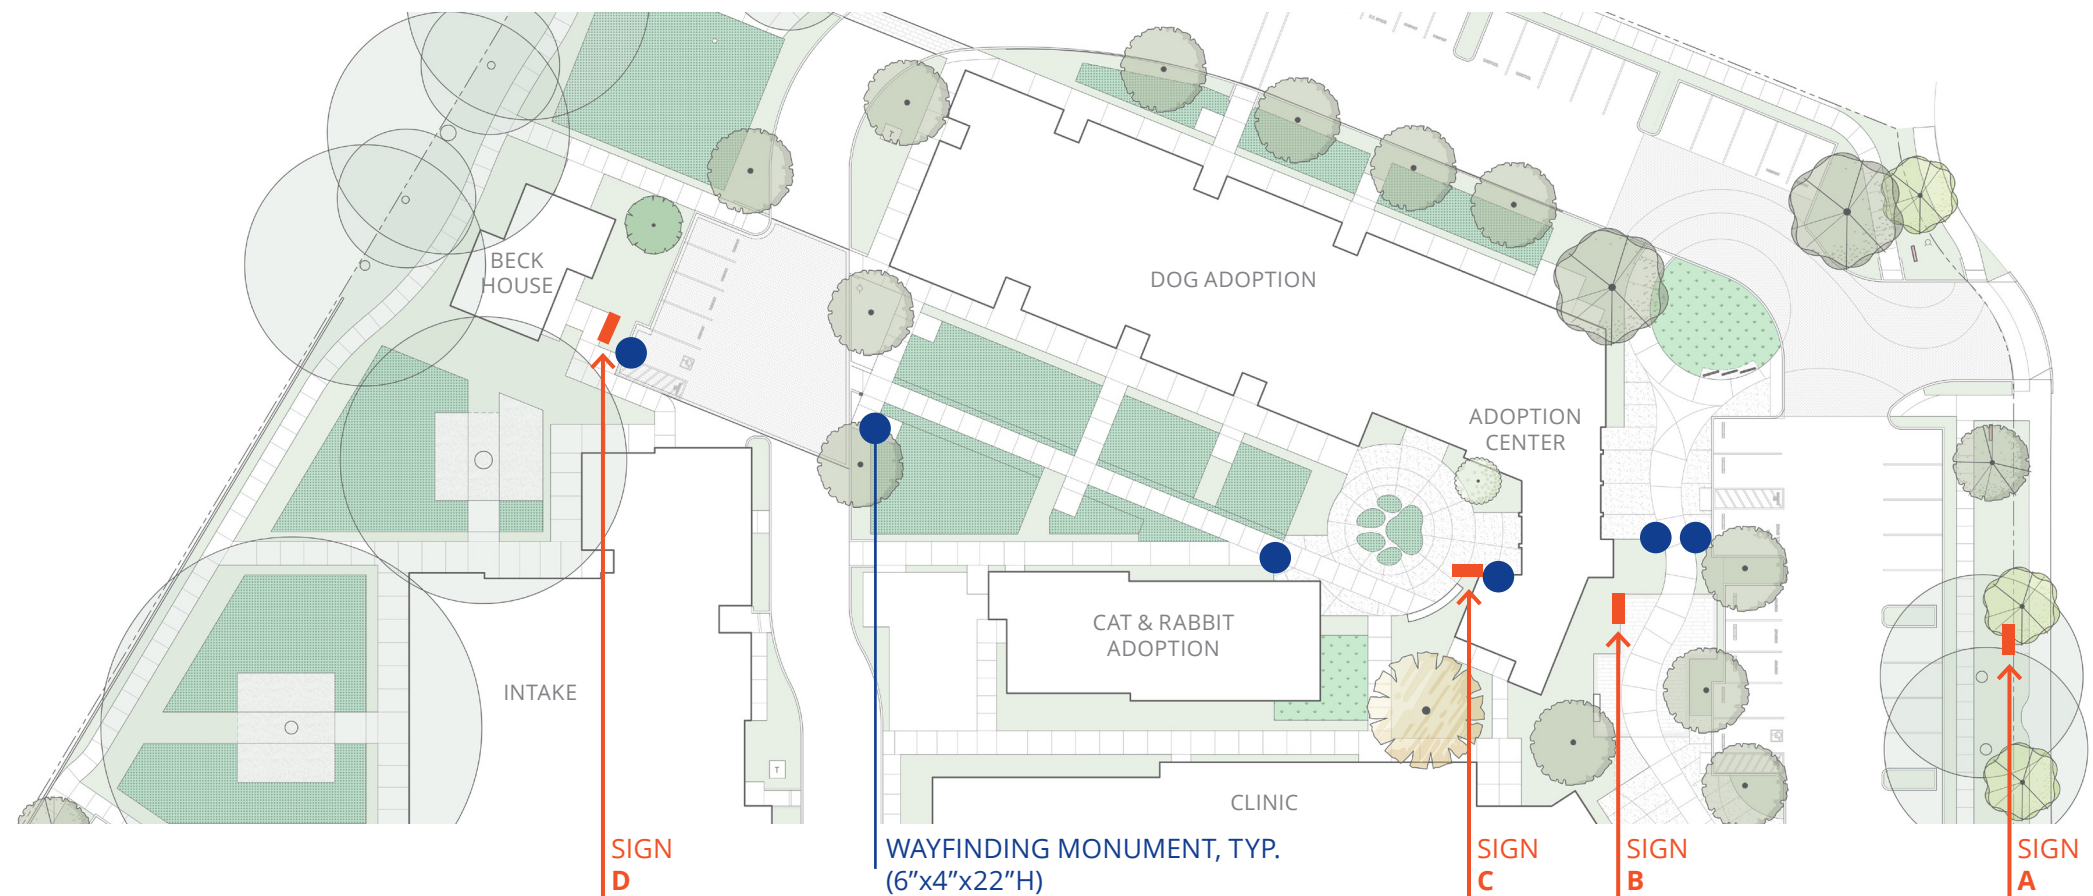 BECK
HOUSE
DOG ADOPTION
ADOPTION
CENTER
CAT & RABBIT
ADOPTION
INTAKE
CLINIC
T
T
SIGN
D
WAYFINDING MONUMENT, TYP.
(6”x4”x22”H)
SIGN
C
SIGN
B
SIGN
A